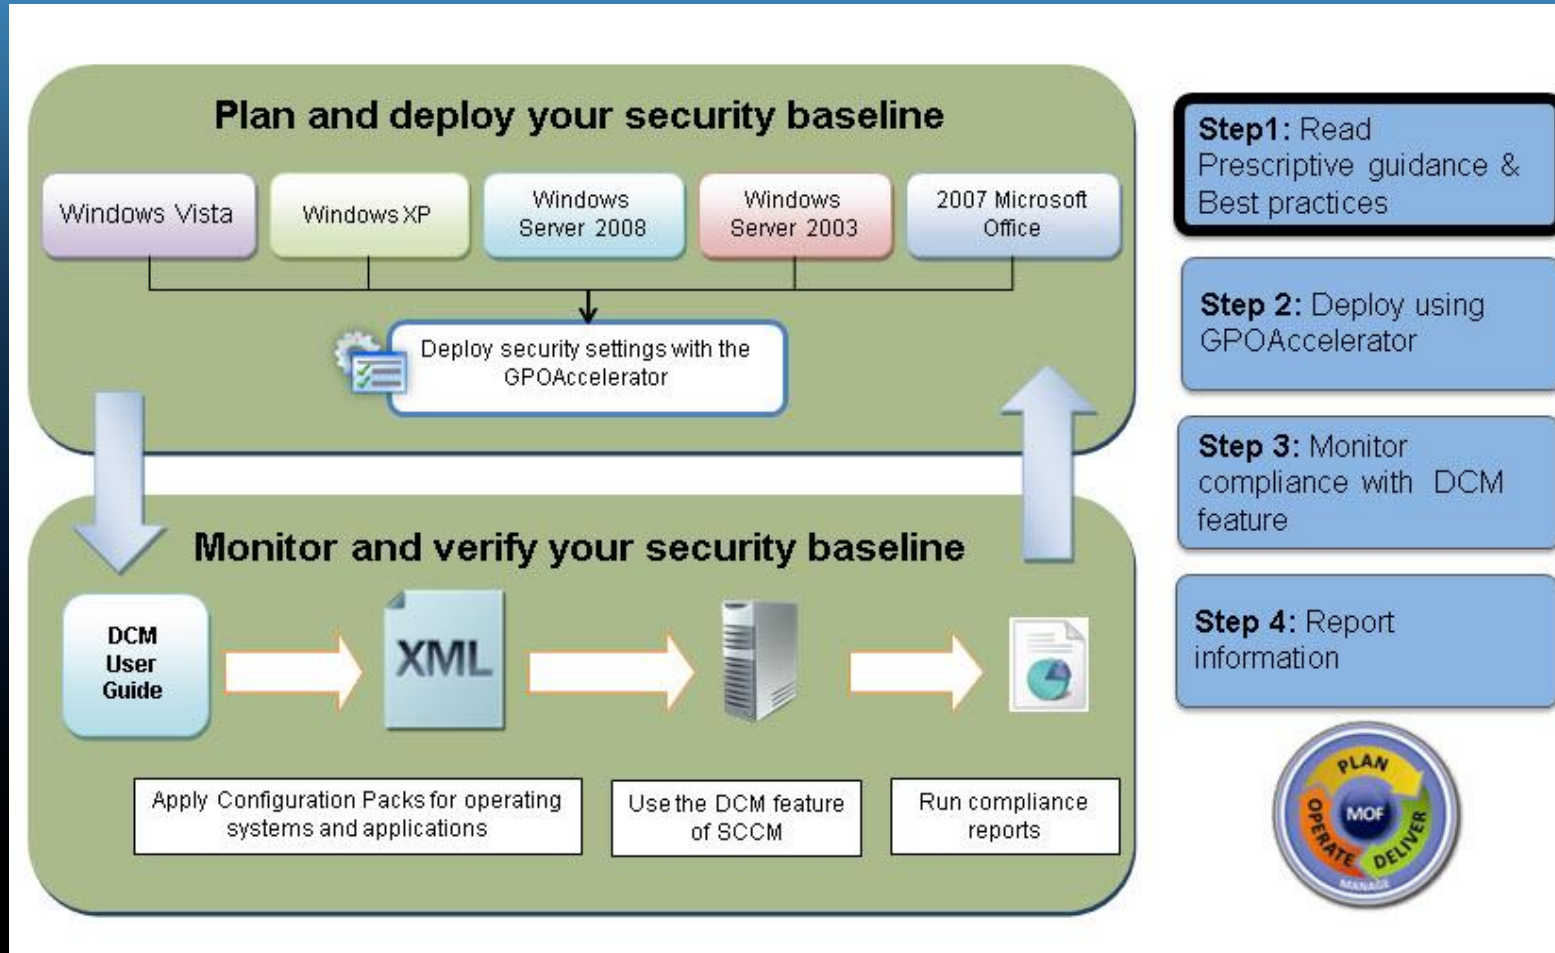 Plan and deploy your security baseline
Windows Vista
Windows XP
Windows
Server 2008
Windows
Server 2003
2007 Microsoft
Office
Deploy security settings with the
GPOAccelerator
Monitor and verify your security baseline
DCM
User
Guide
XML
Apply Configuration Packs for operating
systems and applications
Use the DCM feature
of SCCM
Run compliance
reports
Step1: Read
Prescriptive guidance &
Best practices
Step 2: Deploy using
GPOAccelerator
Step 3: Monitor
compliance with DCM
feature
Step 4: Report
information
PLAN
MOF
OPERATE
DELIVER
MANAGE